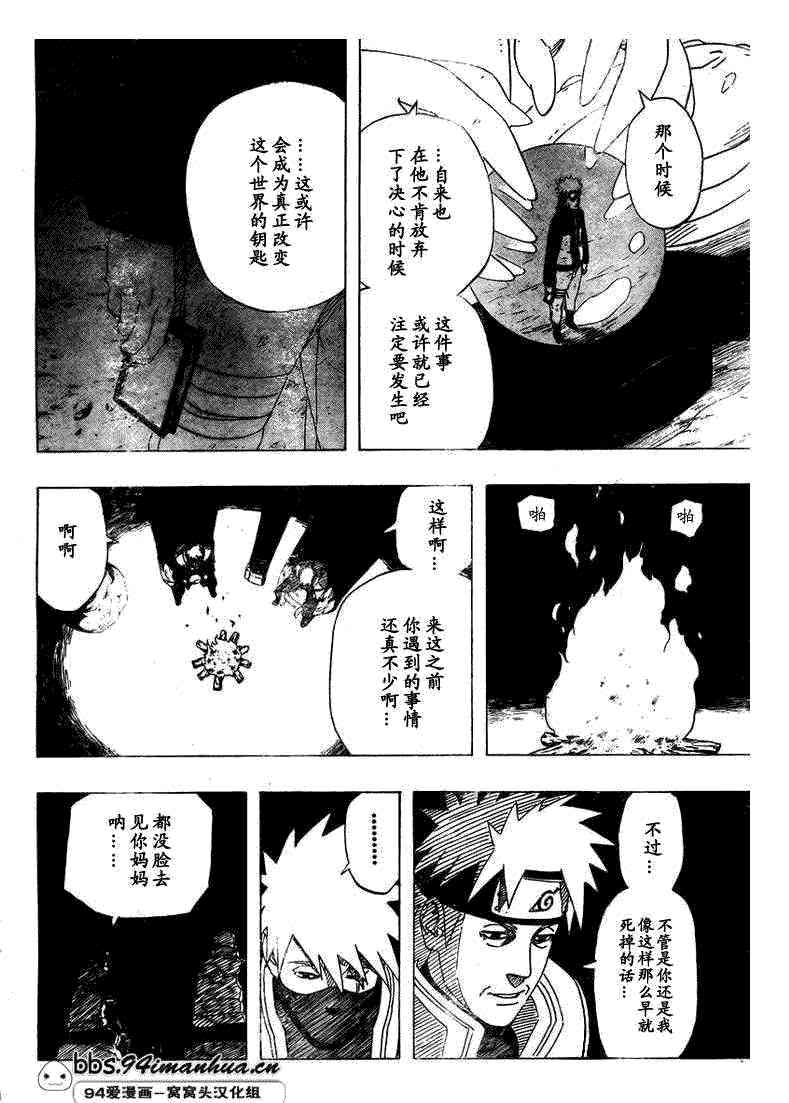 那个时候
…自来也
在他不肯放弃
下了决心的时候
这件事
或许就已经
注定要发生吧
……这或许
会成为真正改变
这个世界的钥匙
啪
啪
这样啊…
来这之前
你遇到的事情
还真不少啊…
啊啊
不过…
不管是你还是我
像这样那么早就
死掉的话…
………
都没脸去
见你妈妈
呐……
bbs.94imanhua.cn
94爱漫画-窝窝头汉化组